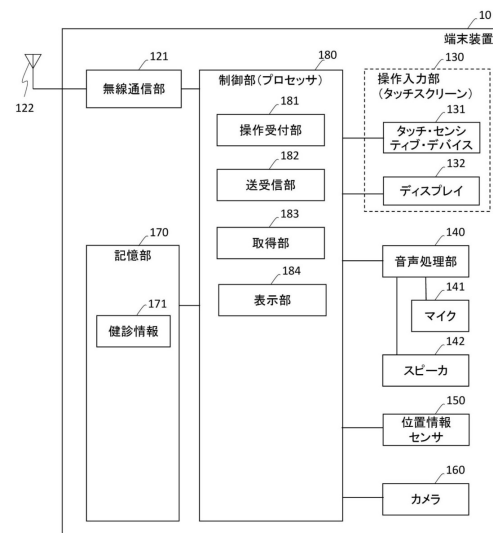 10
端末装置
121
無線通信部
122
180
制御部(プロセッサ)
181
操作受付部
182
送受信部
183
取得部
184
表示部
170
記憶部
171
健診情報
130
操作入力部
(タッチスクリーン)
131
タッチ・センシ
ティブ・デバイス
132
ディスプレイ
140
音声処理部
141
マイク
142
スピーカ
150
位置情報
センサ
160
カメラ